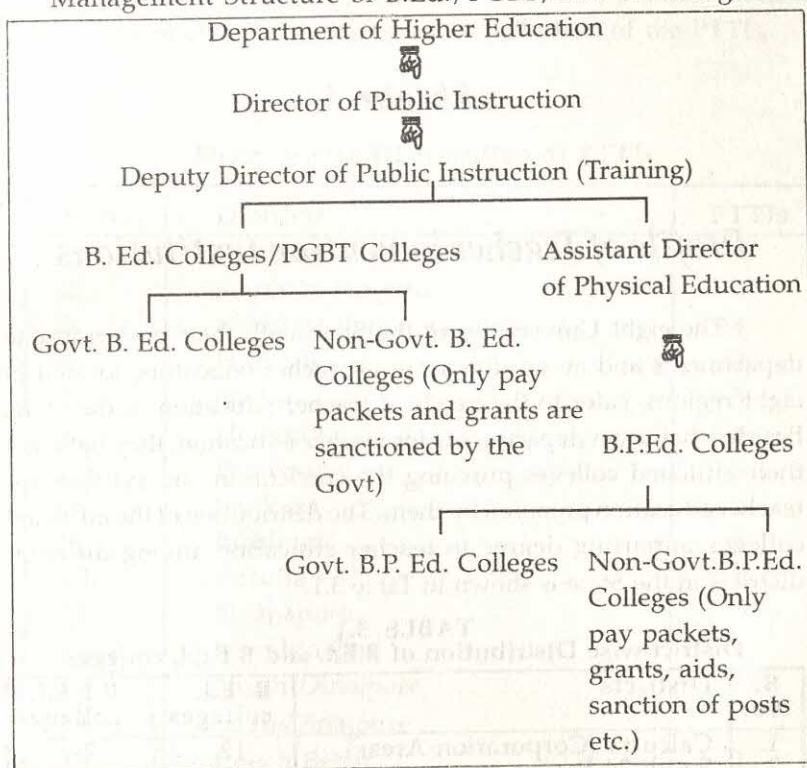 Management Structure of B.Ed./PGBT/
Department of Higher Education
Director of Public Instruction
Deputy Director of Public Instruction (Training)
B. Ed. Colleges/PGBT Colleges
Assistant Director
of Physical Education
Govt. B. Ed. Colleges
Non-Govt. B. Ed.
Colleges (Only pay
packets and grants are
sanctioned by the
Govt)
B.P.Ed. Colleges
Govt. B.P. Ed. Colleges
Non-Govt.B.P.Ed.
Colleges (Only
pay packets,
grants, aids,
sanction of posts
etc.)